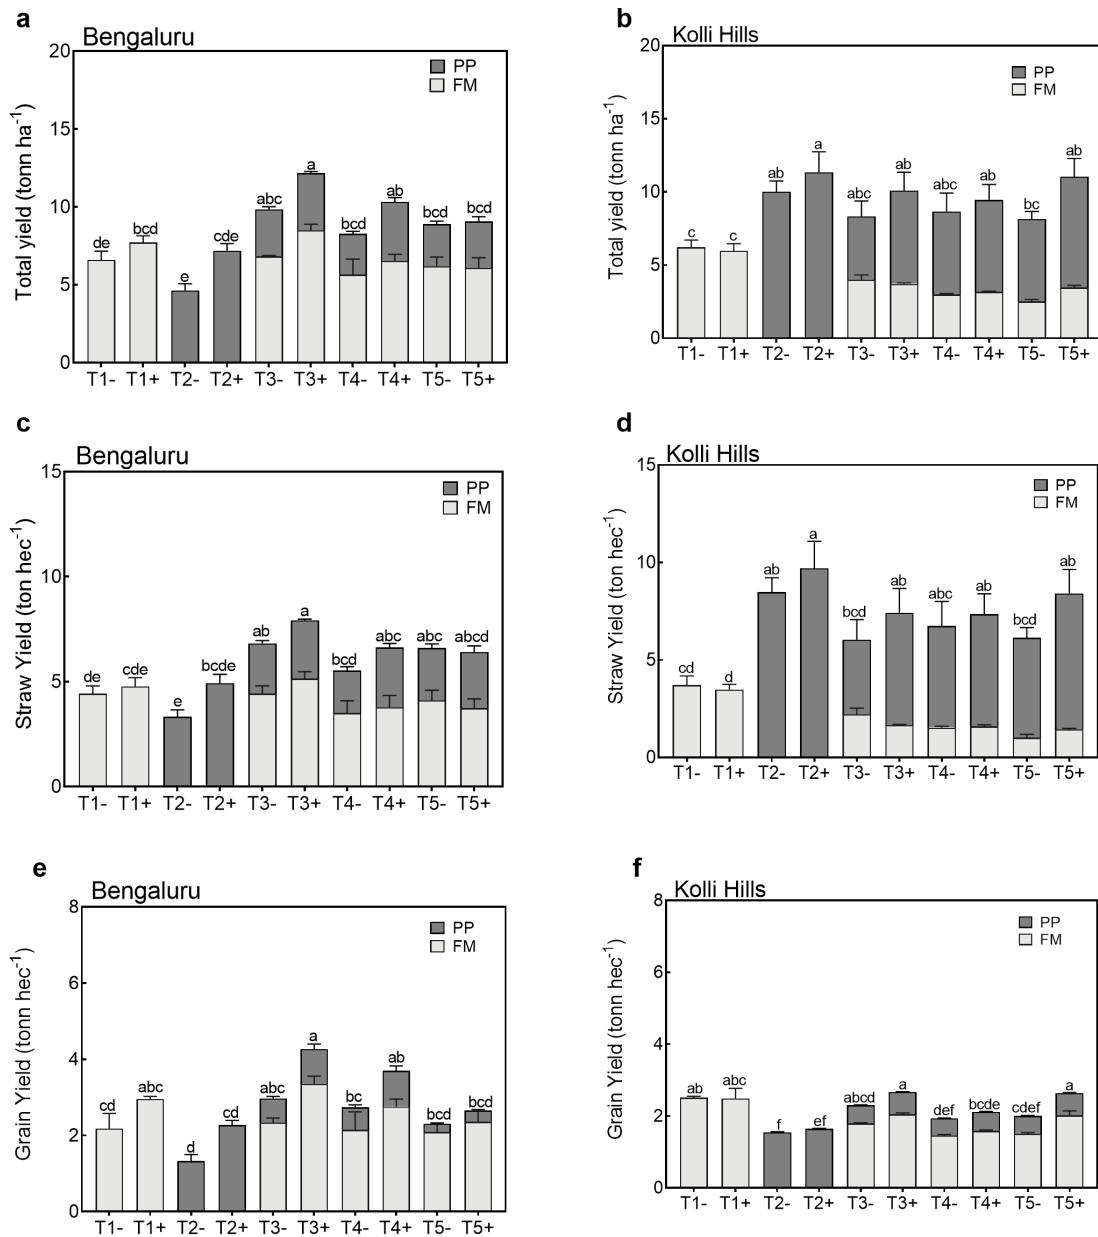 a
Bengaluru
Total yield (tonn ha⁻¹)
20
15
10
5
0
PP
FM
de
bcd
e
cde
abc
a
bcd
ab
bcd
bcd
T1- T1+ T2- T2+ T3- T3+ T4- T4+ T5- T5+
b
Kolli Hills
Total yield (tonn ha⁻¹)
20
15
10
5
0
PP
FM
c
c
ab
a
abc
ab
abc
ab
bc
ab
T1- T1+ T2- T2+ T3- T3+ T4- T4+ T5- T5+
c
Bengaluru
Straw Yield (ton hec⁻¹)
15
10
5
0
PP
FM
de
cde
e
bcde
ab
a
bcd
abc
abc
abcd
T1- T1+ T2- T2+ T3- T3+ T4- T4+ T5- T5+
d
Kolli Hills
Straw Yield (ton hec⁻¹)
15
10
5
0
PP
FM
cd
d
ab
a
bcd
ab
abc
ab
bcd
ab
T1- T1+ T2- T2+ T3- T3+ T4- T4+ T5- T5+
e
Bengaluru
Grain Yield (tonn hec⁻¹)
8
6
4
2
0
PP
FM
cd
abc
d
cd
abc
a
bc
ab
bcd
bcd
T1- T1+ T2- T2+ T3- T3+ T4- T4+ T5- T5+
f
Kolli Hills
Grain Yield (tonn hec⁻¹)
8
6
4
2
0
PP
FM
ab
abc
f
ef
abcd
a
def
bcde
cdef
a
T1- T1+ T2- T2+ T3- T3+ T4- T4+ T5- T5+